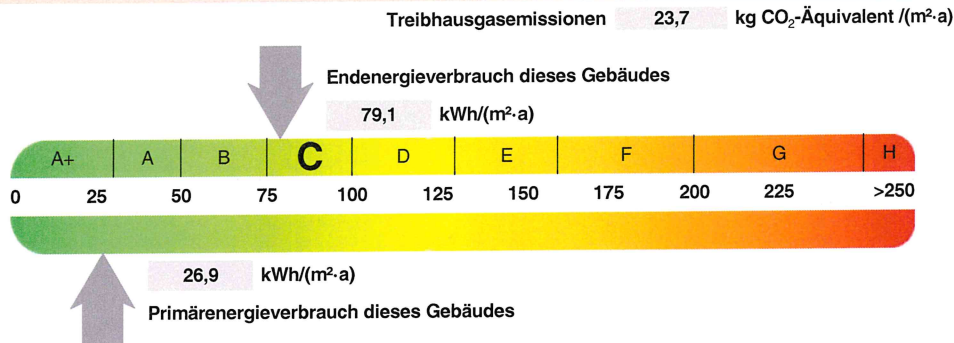 Treibhausgasemissionen 23,7 kg CO₂-Äquivalent /(m²·a)
Endenergieverbrauch dieses Gebäudes
79,1 kWh/(m²·a)
A+ A B C D E F G H
0 25 50 75 100 125 150 175 200 225 >250
26,9 kWh/(m²·a)
Primärenergieverbrauch dieses Gebäudes